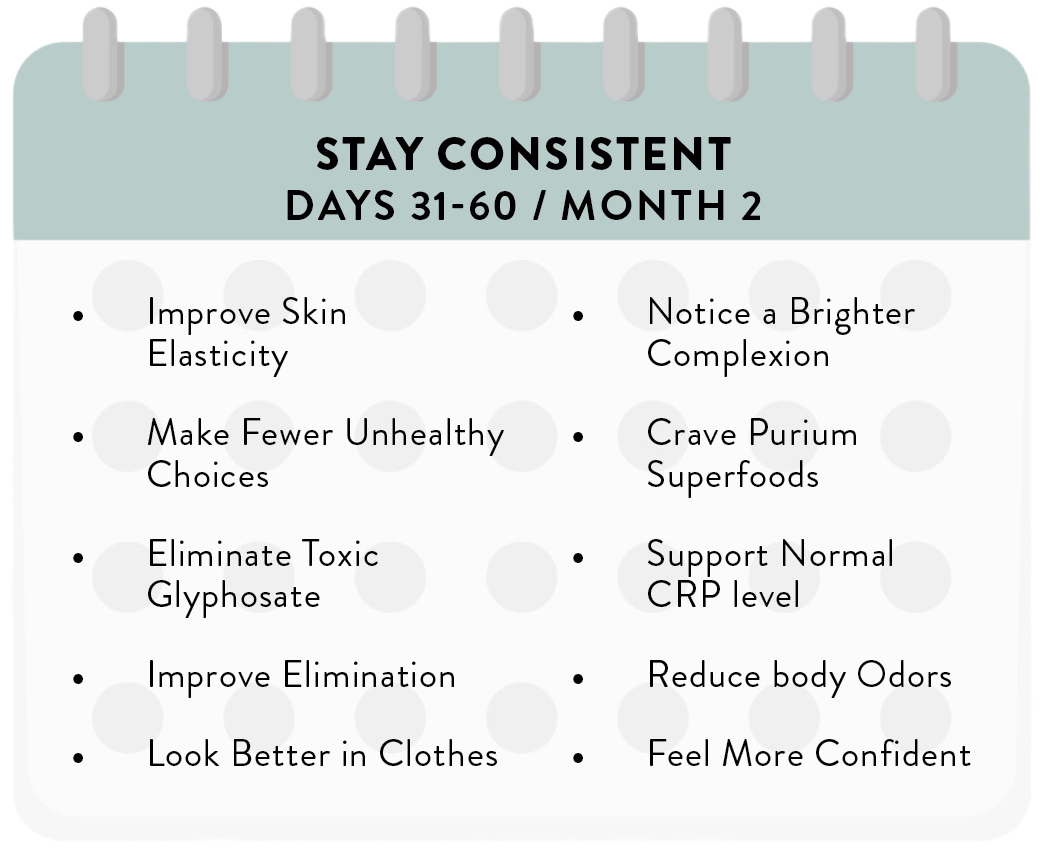 STAY CONSISTENT
DAYS 31-60 / MONTH 2
• Improve Skin
Elasticity
• Make Fewer Unhealthy
Choices
• Eliminate Toxic
Glyphosate
• Improve Elimination
• Look Better in Clothes
• Notice a Brighter
Complexion
• Crave Purium
Superfoods
• Support Normal
CRP level
• Reduce body Odors
• Feel More Confident